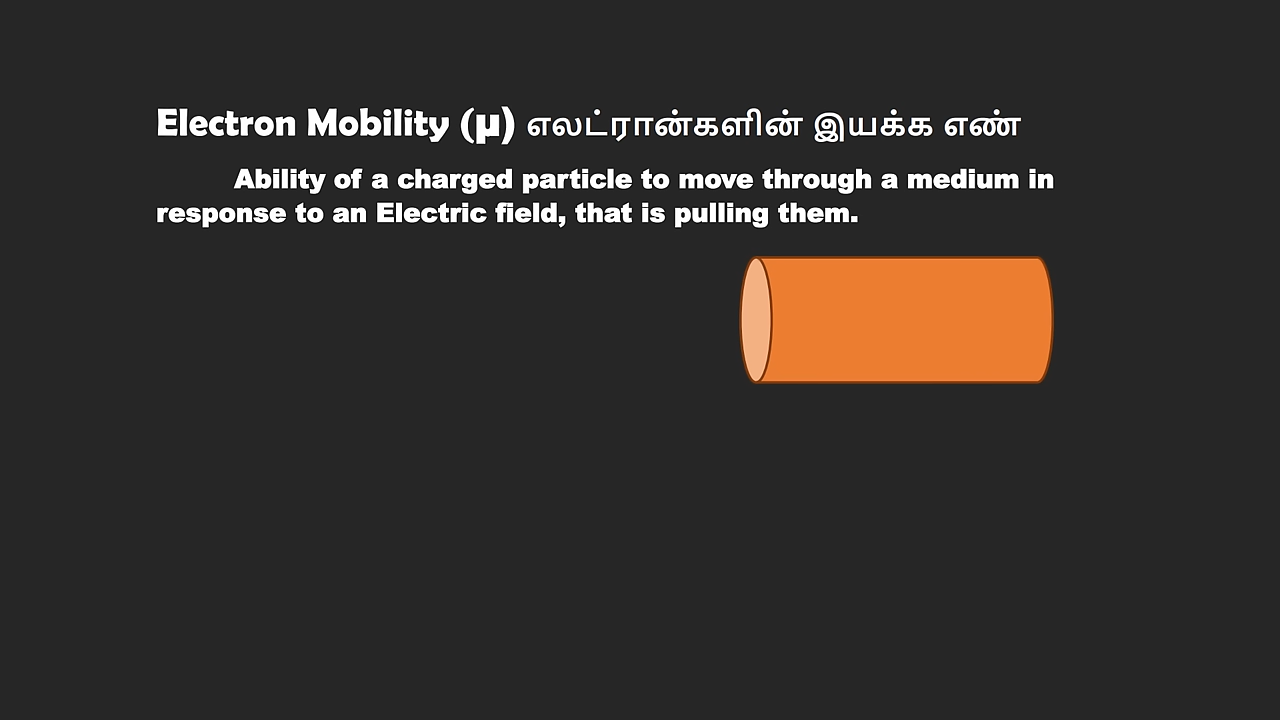 Electron Mobility (μ) எலட்ரான்களின் இயக்க எண்
Ability of a charged particle to move through a medium in
response to an Electric field, that is pulling them.